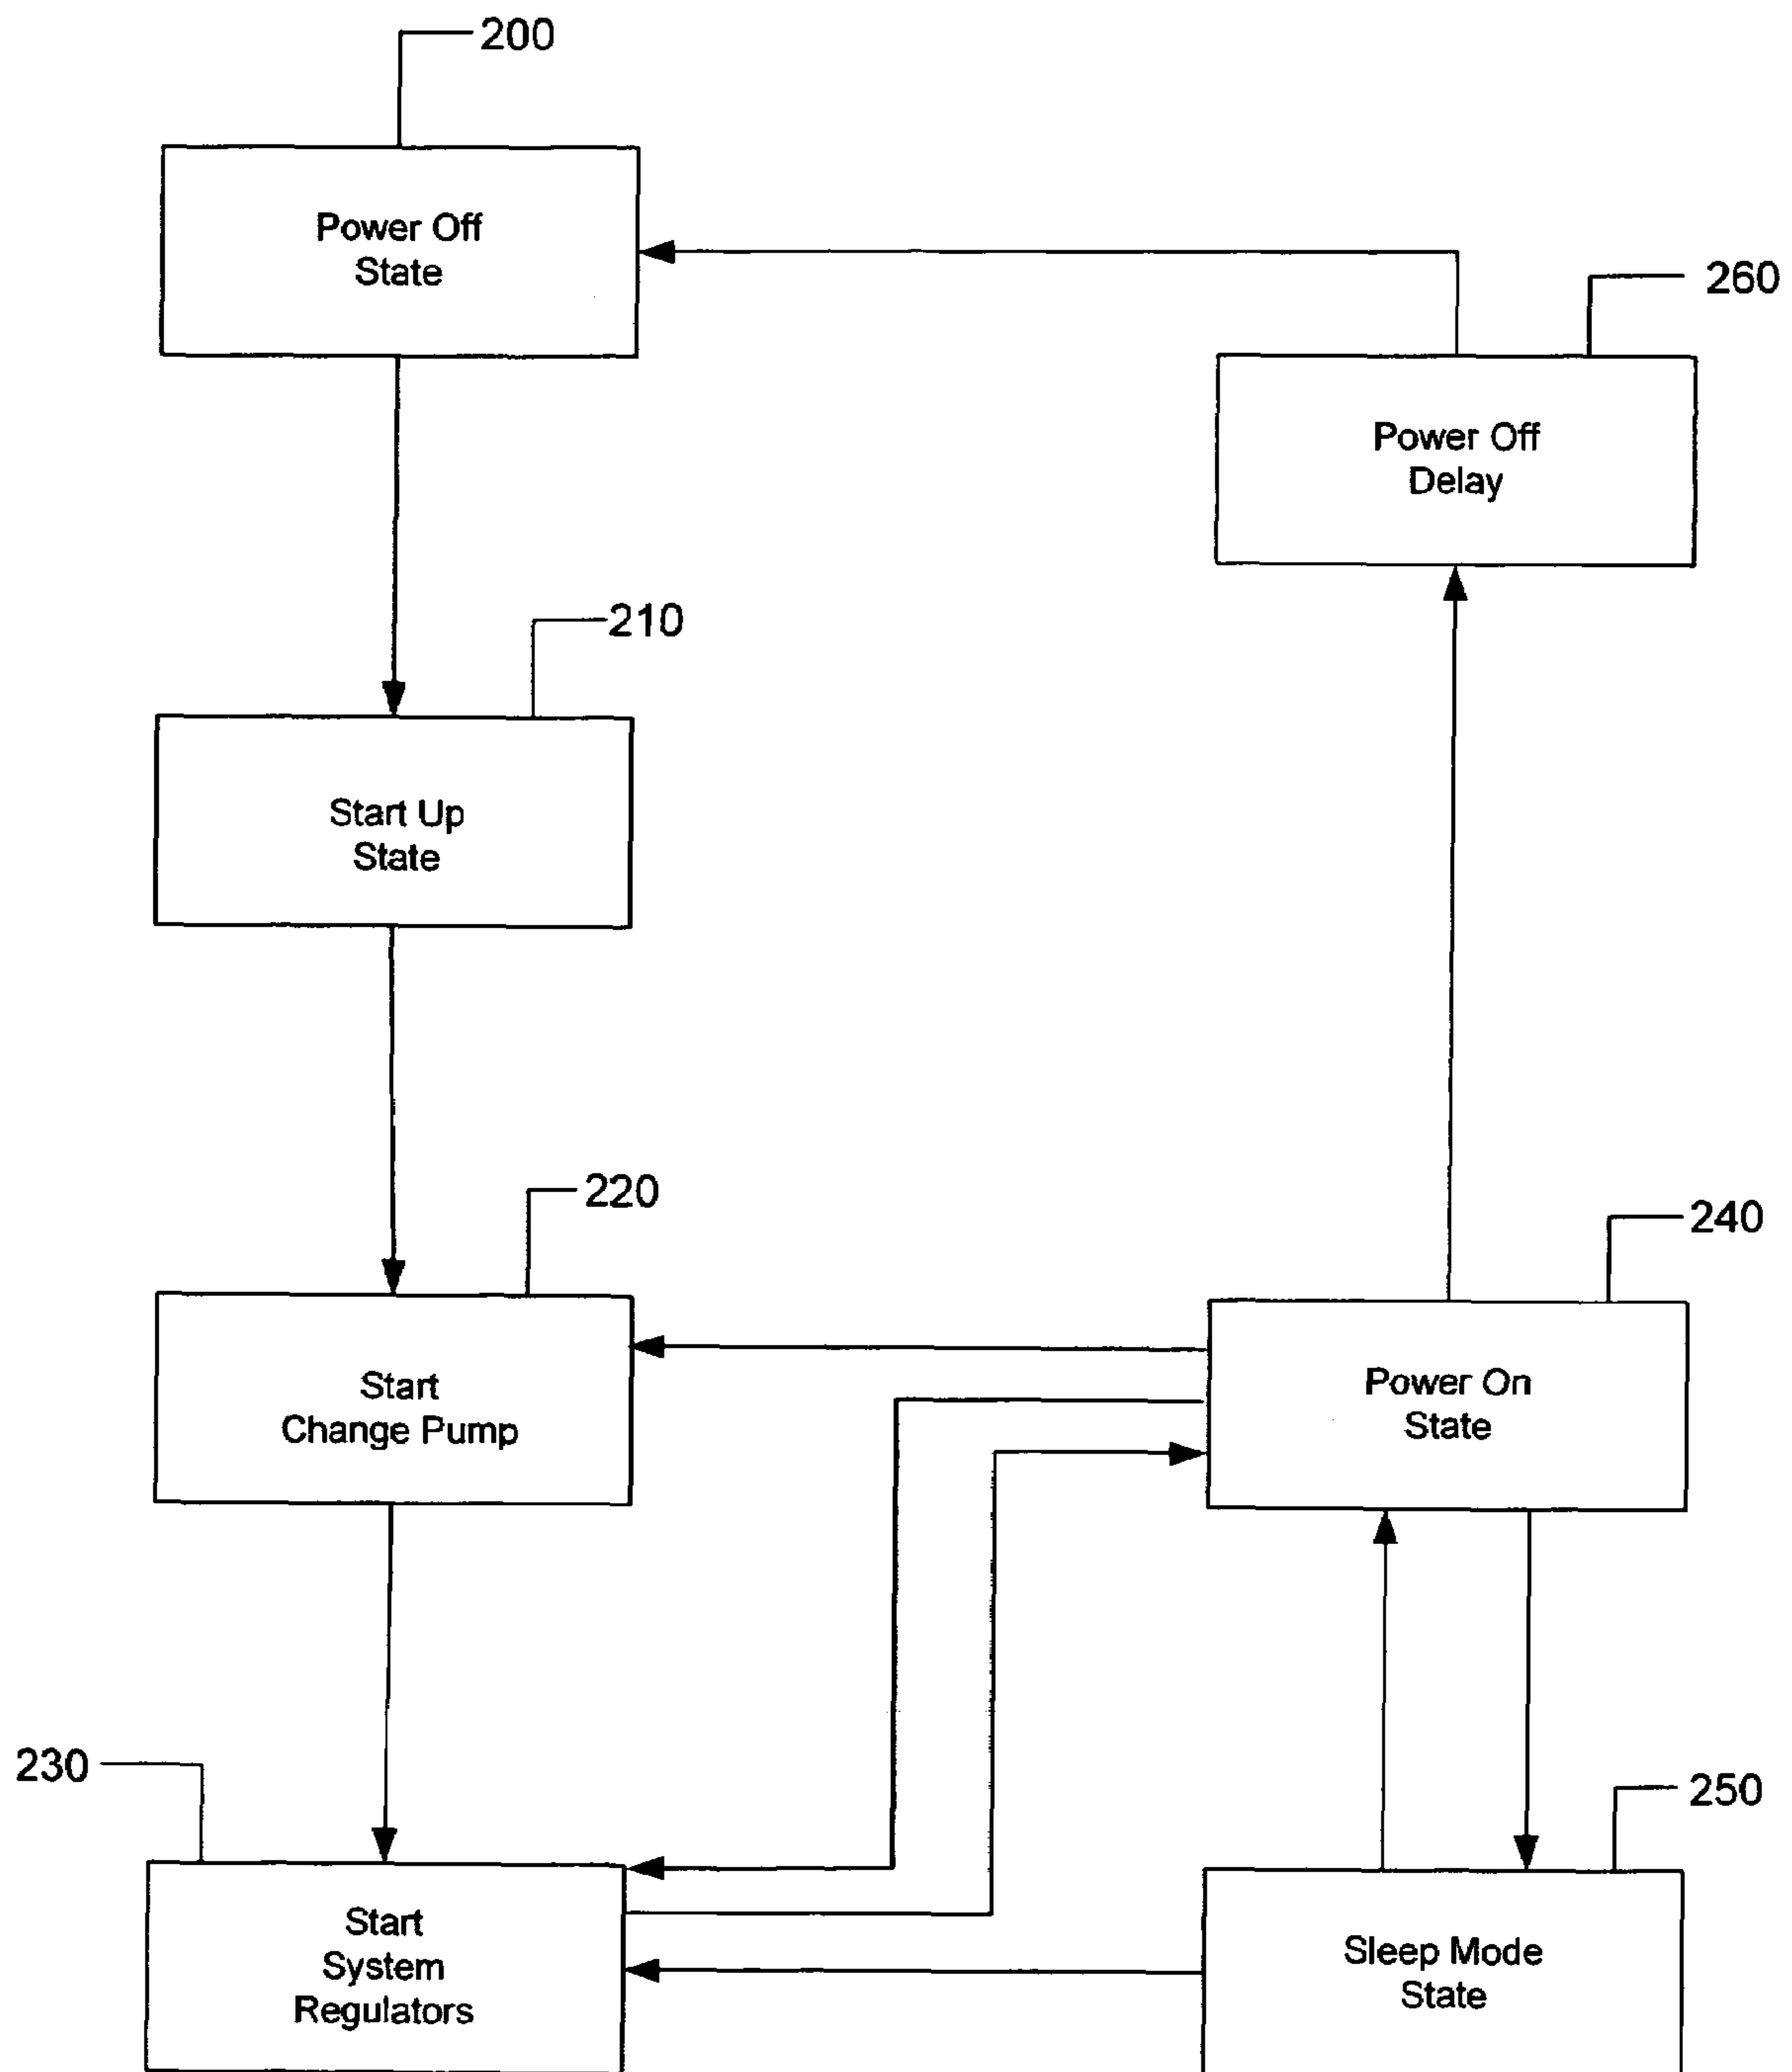 200
Power Off
State
260
Power Off
Delay
210
Start Up
State
220
Start
Change Pump
240
Power On
State
230
Start
System
Regulators
250
Sleep Mode
State